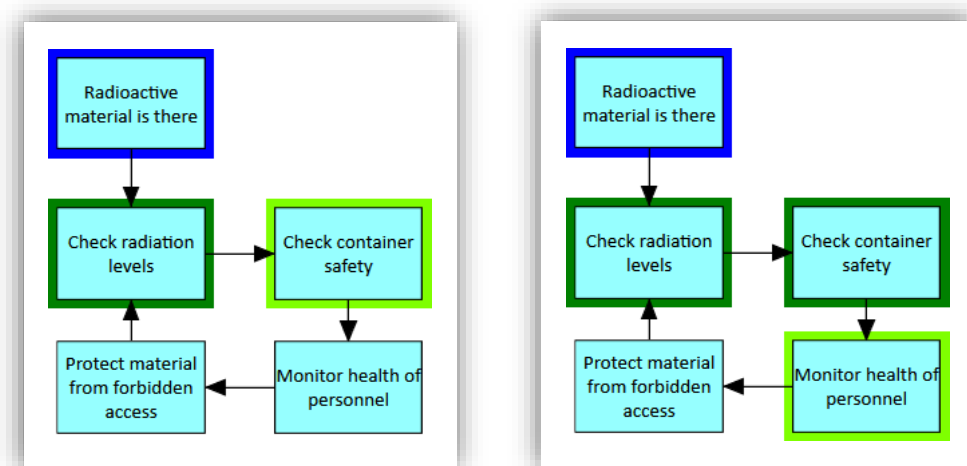 Radioactive
material is there
Check radiation
levels
Check container
safety
Protect material
from forbidden
access
Monitor health of
personnel
Radioactive
material is there
Check radiation
levels
Check container
safety
Protect material
from forbidden
access
Monitor health of
personnel